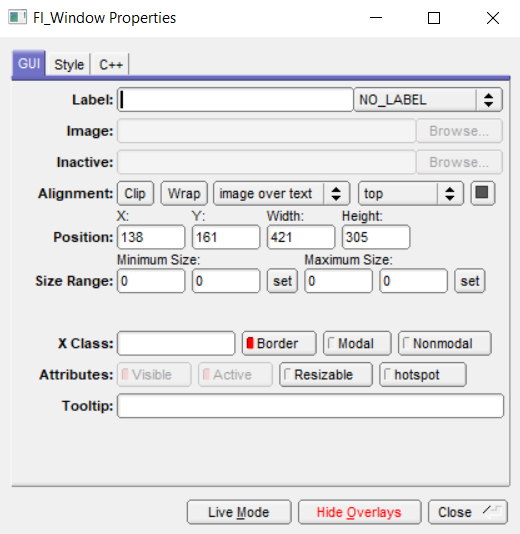 Fl_Window Properties
GUI Style C++
Label: NO_LABEL
Image: Browse...
Inactive: Browse...
Alignment: Clip Wrap image over text top
X: Y: Width: Height:
Position: 138 161 421 305
Minimum Size: Maximum Size:
Size Range: 0 0 set 0 0 set
X Class: Border Modal Nonmodal
Attributes: Visible Active Resizable hotspot
Tooltip:
Live Mode Hide Overlays Close